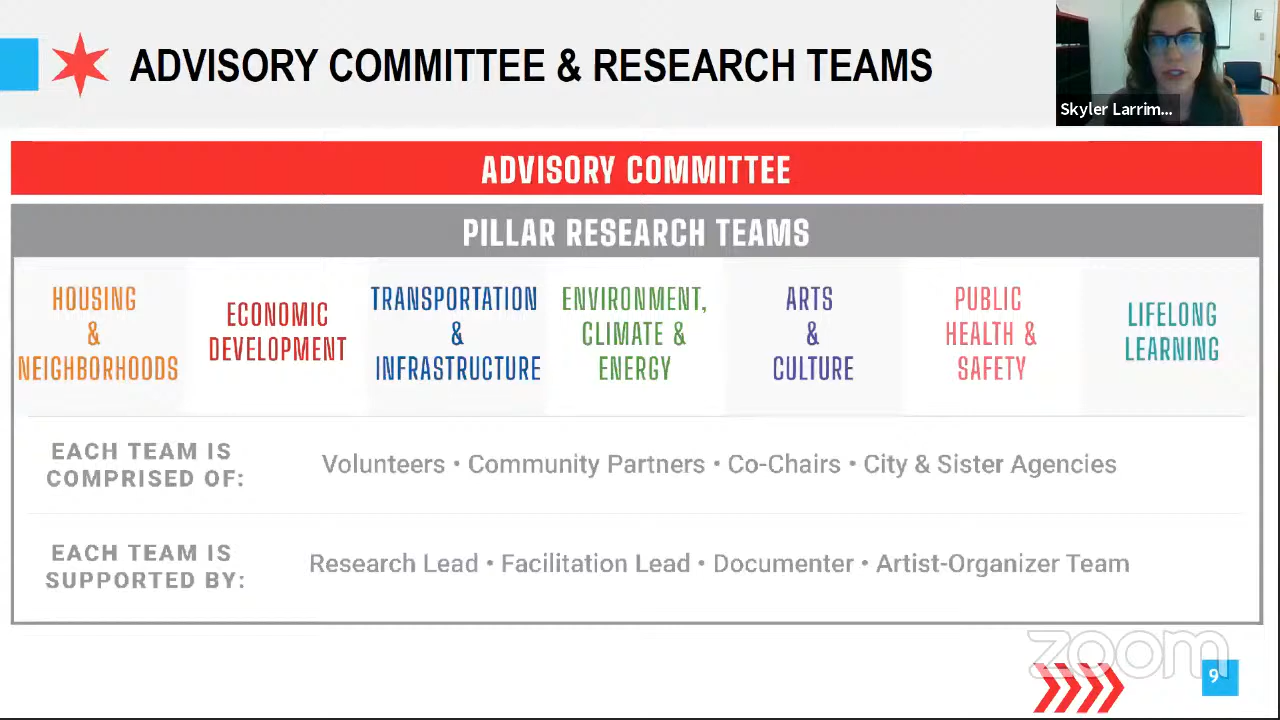 ADVISORY COMMITTEE & RESEARCH TEAMS
Skyler Larrim...
ADVISORY COMMITTEE
PILLAR RESEARCH TEAMS
HOUSING
&
NEIGHBORHOODS
ECONOMIC
DEVELOPMENT
TRANSPORTATION
&
INFRASTRUCTURE
ENVIRONMENT,
CLIMATE &
ENERGY
ARTS
&
CULTURE
PUBLIC
HEALTH &
SAFETY
LIFELONG
LEARNING
EACH TEAM IS
COMPRISED OF:
Volunteers • Community Partners • Co-Chairs • City & Sister Agencies
EACH TEAM IS
SUPPORTED BY:
Research Lead • Facilitation Lead • Documenter • Artist-Organizer Team
zoom
9